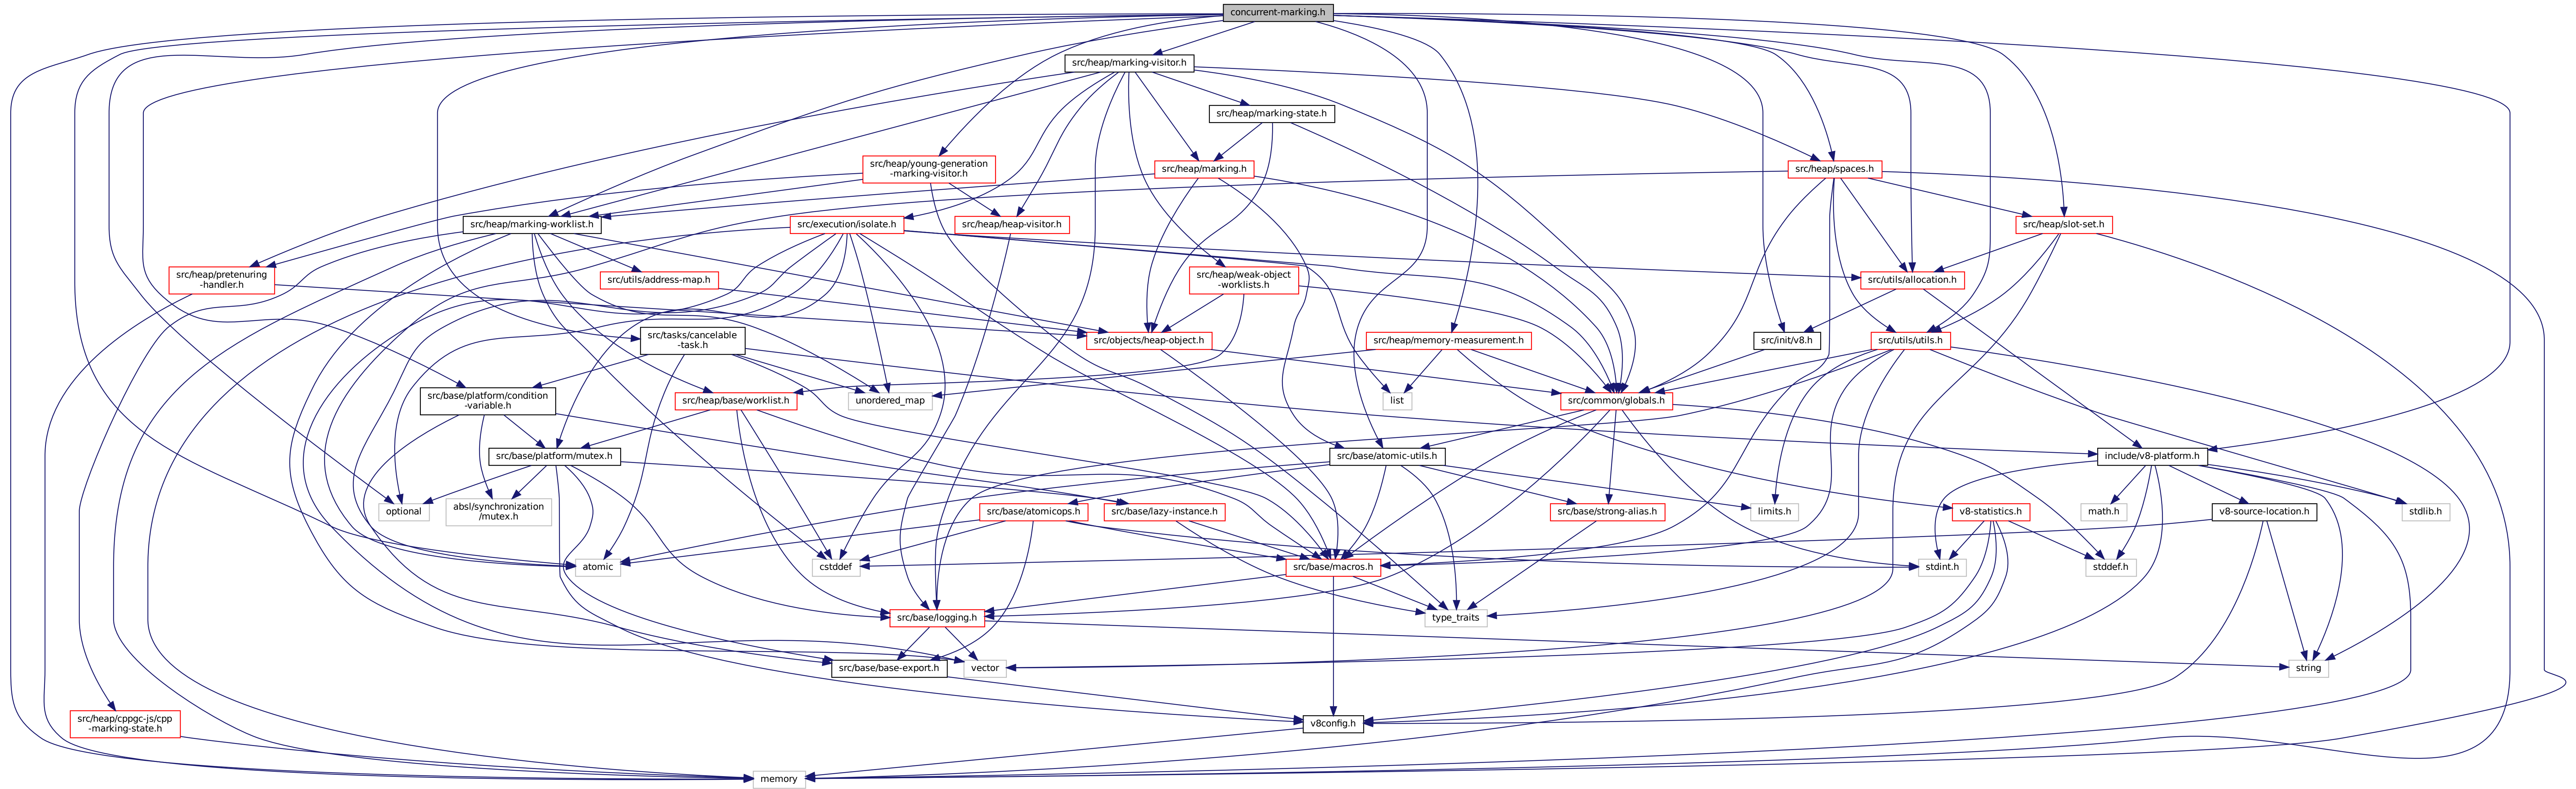 concurrent-marking.h
src/heap/marking-visitor.h
src/heap/marking-state.h
src/heap/young-generation
-marking-visitor.h
src/heap/marking.h
src/heap/spaces.h
src/heap/marking-worklist.h
src/execution/isolate.h
src/heap/heap-visitor.h
src/heap/slot-set.h
src/heap/pretenuring
-handler.h
src/utils/address-map.h
src/heap/weak-object
-worklists.h
src/utils/allocation.h
src/tasks/cancelable
-task.h
src/objects/heap-object.h
src/heap/memory-measurement.h
src/init/v8.h
src/utils/utils.h
src/base/platform/condition
-variable.h
src/heap/base/worklist.h
unordered_map
list
src/common/globals.h
src/base/platform/mutex.h
src/base/atomic-utils.h
include/v8-platform.h
optional
absl/synchronization
/mutex.h
src/base/atomicops.h
src/base/lazy-instance.h
src/base/strong-alias.h
limits.h
v8-statistics.h
math.h
v8-source-location.h
stdlib.h
atomic
cstddef
src/base/macros.h
stdint.h
stddef.h
src/base/logging.h
type_traits
src/base/base-export.h
vector
string
src/heap/cppgc-js/cpp
-marking-state.h
v8config.h
memory